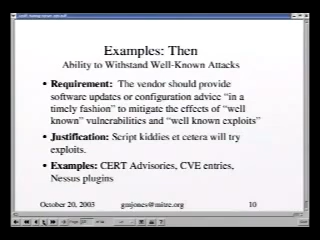 Examples: Then
Ability to Withstand Well-Known Attacks
• Requirement: The vendor should provide
software updates or configuration advice “in a
timely fashion” to mitigate the effects of “well
known” vulnerabilities and “well known exploits”
• Justification: Script kiddies et cetera will try
exploits.
• Examples: CERT Advisories, CVE entries,
Nessus plugins
October 20, 2003 gmjones@mitre.org 10